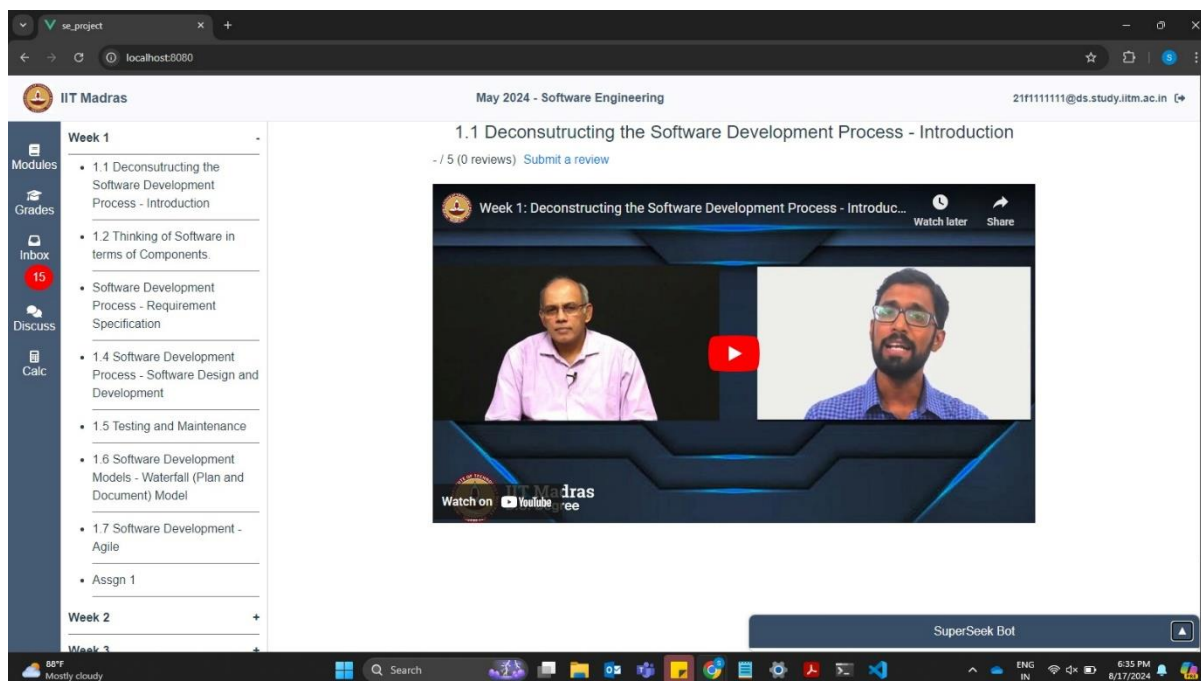 se_project
localhost:8080
S
IIT Madras
May 2024 - Software Engineering
21f1111111@ds.study.iitm.ac.in
Modules
Grades
Inbox
15
Discuss
Calc
Week 1 -
1.1 Deconsutructing the
Software Development
Process - Introduction
1.2 Thinking of Software in
terms of Components.
Software Development
Process - Requirement
Specification
1.4 Software Development
Process - Software Design and
Development
1.5 Testing and Maintenance
1.6 Software Development
Models - Waterfall (Plan and
Document) Model
1.7 Software Development -
Agile
Assgn 1
Week 2 +
Week 3 +
1.1 Deconsutructing the Software Development Process - Introduction
- / 5 (0 reviews) Submit a review
Week 1: Deconstructing the Software Development Process - Introduc...
Watch later
Share
IIT Madras
Watch on YouTube
SuperSeek Bot
88°F
Mostly cloudy
Search
ENG
IN
6:35 PM
8/17/2024